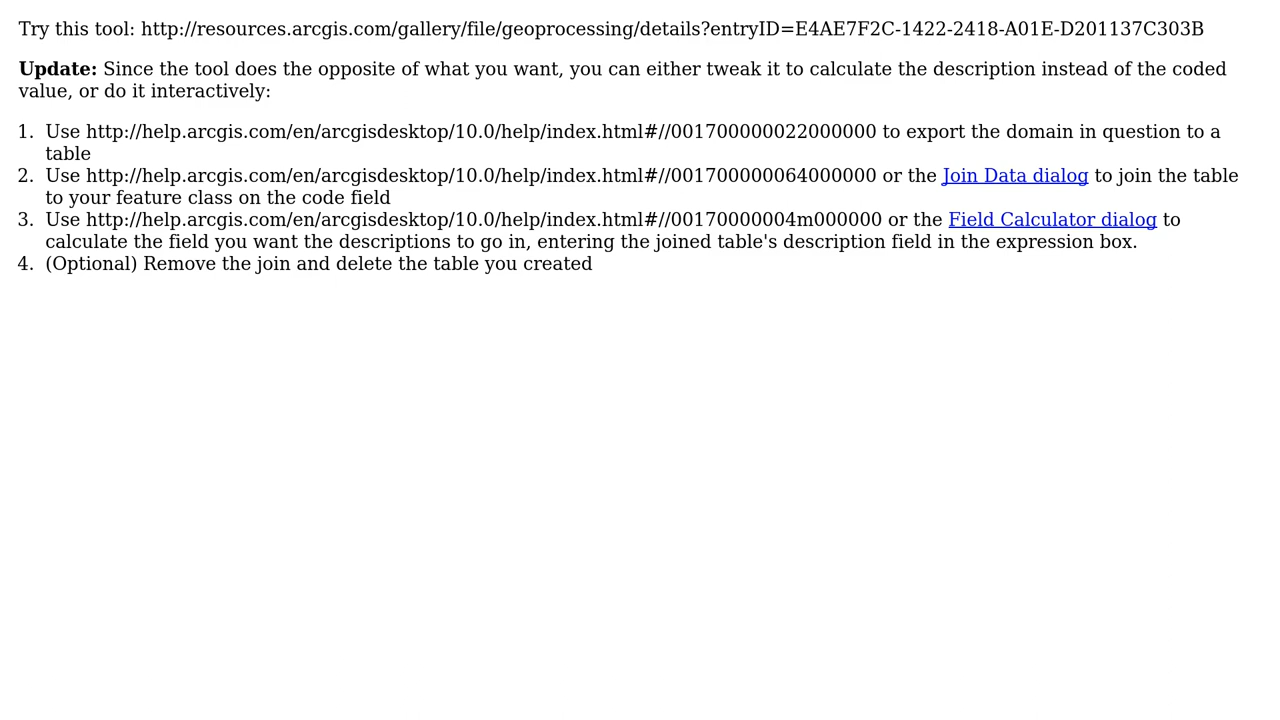 Try this tool: http://resources.arcgis.com/gallery/file/geoprocessing/details?entryID=E4AE7F2C-1422-2418-A01E-D201137C303B
Update: Since the tool does the opposite of what you want, you can either tweak it to calculate the description instead of the coded
value, or do it interactively:
1. Use http://help.arcgis.com/en/arcgisdesktop/10.0/help/index.html#//001700000022000000 to export the domain in question to a
table
2. Use http://help.arcgis.com/en/arcgisdesktop/10.0/help/index.html#//001700000064000000 or the Join Data dialog to join the table
to your feature class on the code field
3. Use http://help.arcgis.com/en/arcgisdesktop/10.0/help/index.html#//00170000004m000000 or the Field Calculator dialog to
calculate the field you want the descriptions to go in, entering the joined table's description field in the expression box.
4. (Optional) Remove the join and delete the table you created